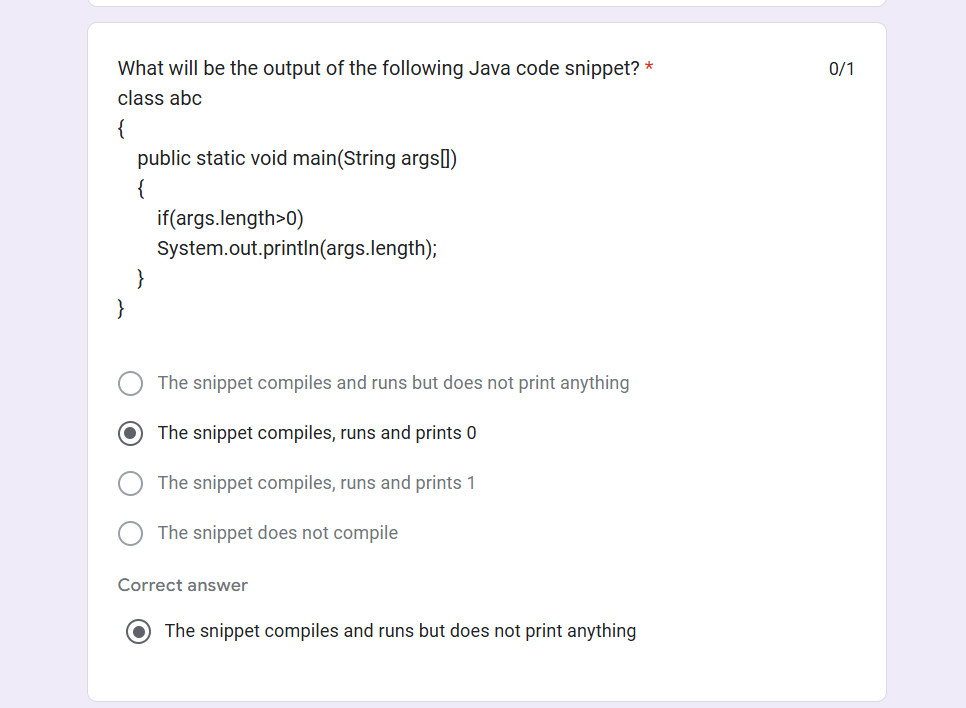 What will be the output of the following Java code snippet? *
0/1
class abc
{
public static void main(String args[])
{
if(args.length>0)
System.out.println(args.length);
}
}
The snippet compiles and runs but does not print anything
The snippet compiles, runs and prints 0
The snippet compiles, runs and prints 1
The snippet does not compile
Correct answer
The snippet compiles and runs but does not print anything